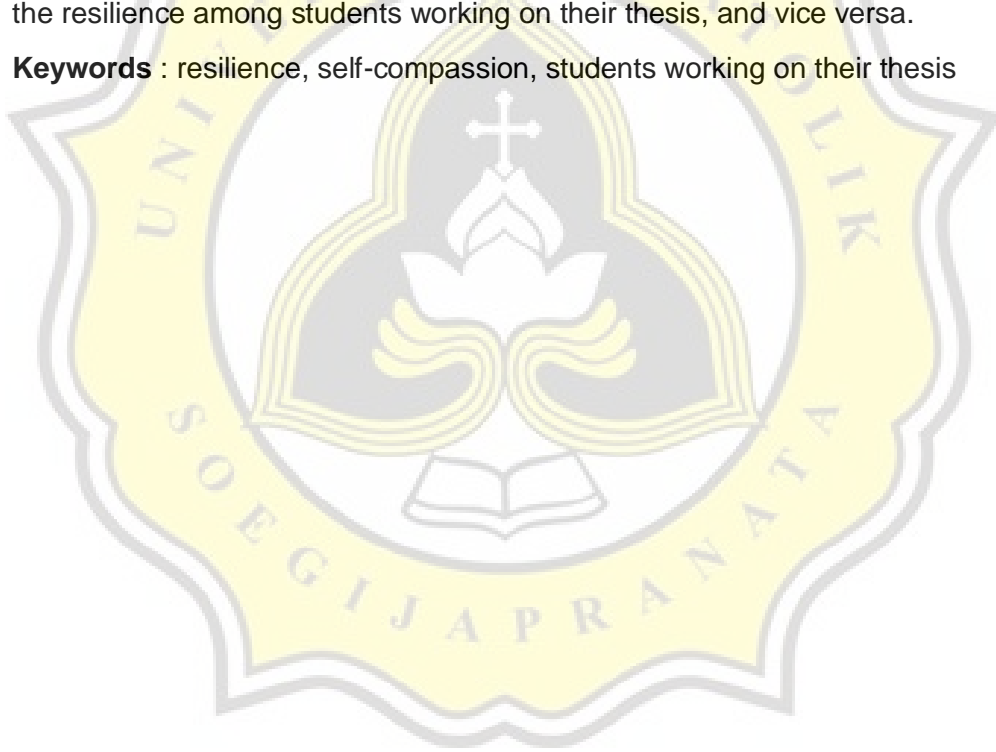 the resilience among students working on their thesis, and vice versa.
Keywords : resilience, self-compassion, students working on their thesis
SOEGIJAPRANATA